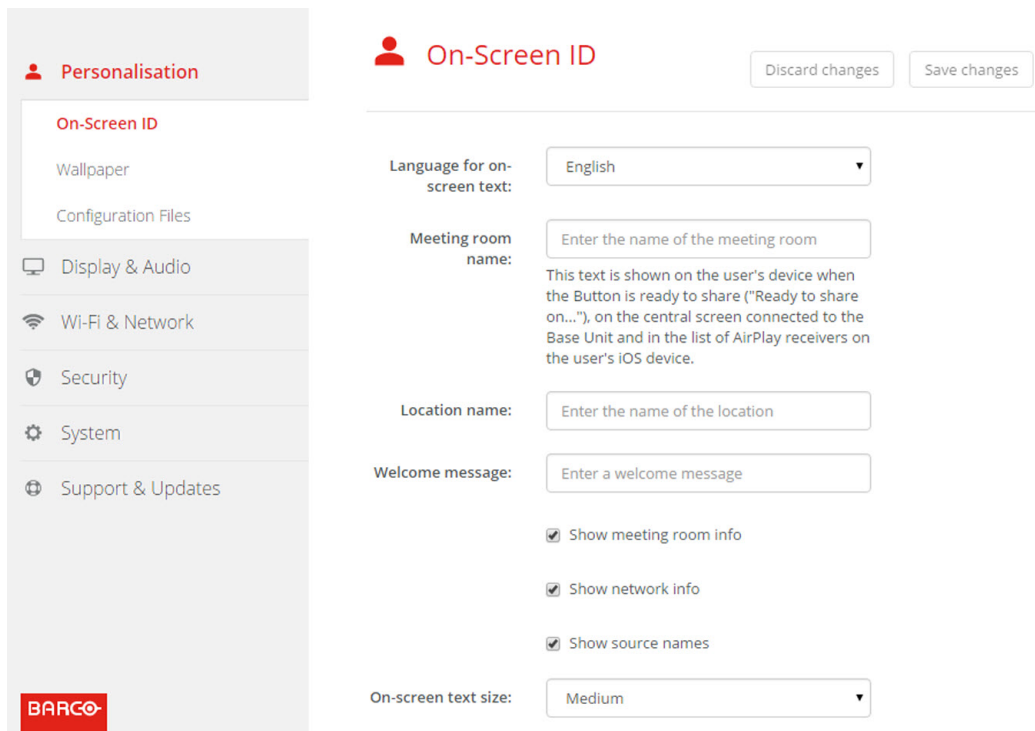 Personalisation
On-Screen ID
Wallpaper
Configuration Files
Display & Audio
Wi-Fi & Network
Security
System
Support & Updates
BARCO
On-Screen ID
Discard changes
Save changes
Language for on-
screen text:
English
Meeting room
name:
Enter the name of the meeting room
This text is shown on the user's device when
the Button is ready to share ("Ready to share
on..."), on the central screen connected to the
Base Unit and in the list of AirPlay receivers on
the user's iOS device.
Location name:
Enter the name of the location
Welcome message:
Enter a welcome message
Show meeting room info
Show network info
Show source names
On-screen text size:
Medium